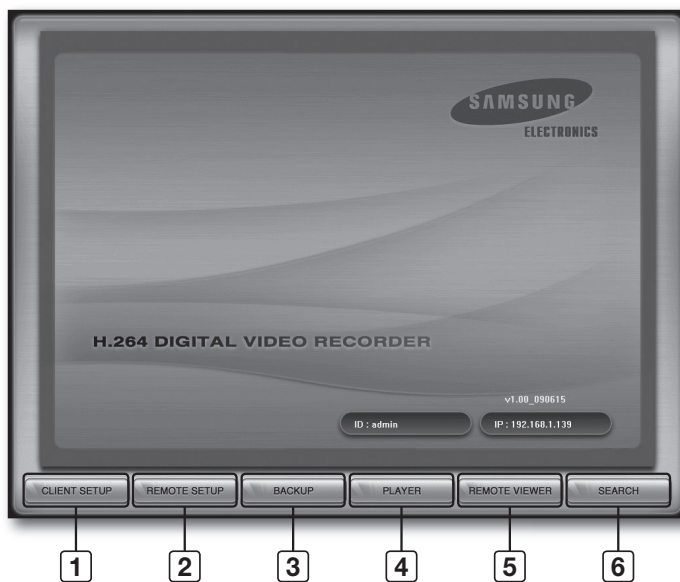 SAMSUNG
ELECTRONICS
H.264 DIGITAL VIDEO RECORDER
v1.00_090615
ID : admin
IP : 192.168.1.139
CLIENT SETUP
REMOTE SETUP
BACKUP
PLAYER
REMOTE VIEWER
SEARCH
1
2
3
4
5
6